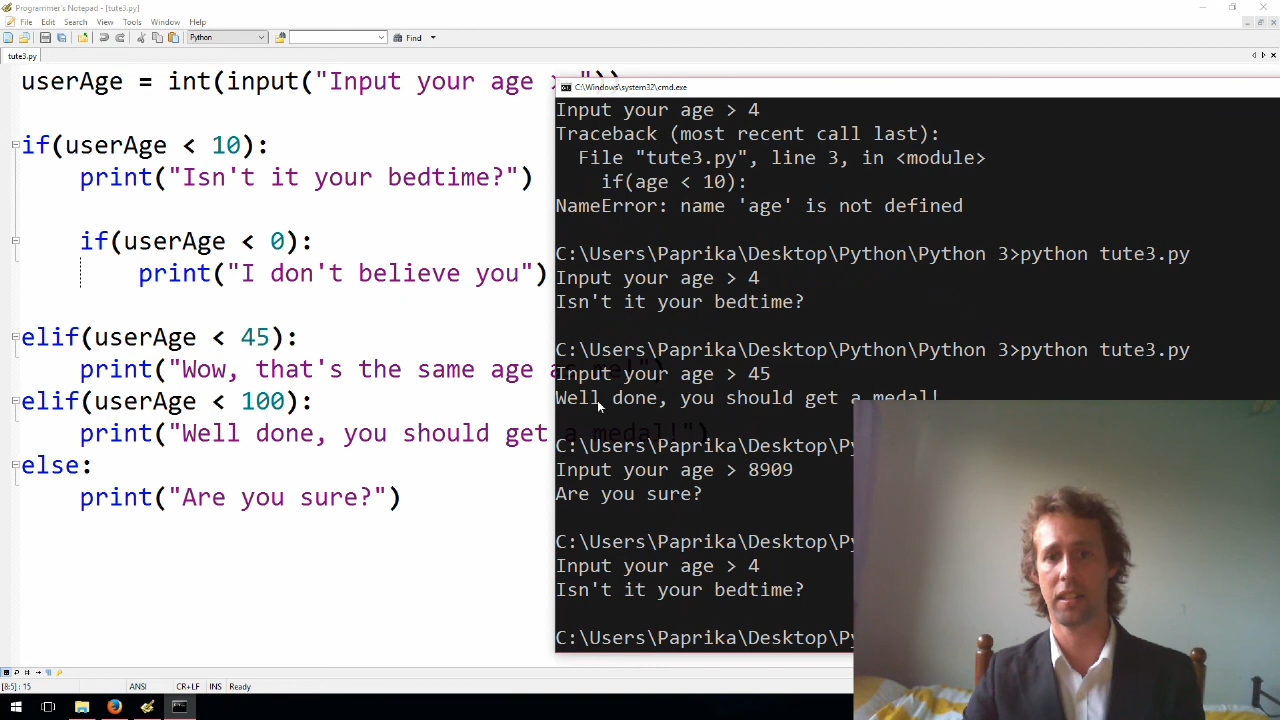 Programmer's Notepad - [tute3.py]
File Edit Search View Tools Window Help
Python Find
tute3.py
userAge = int(input("Input your age > "))
if(userAge < 10):
print("Isn't it your bedtime?")
if(userAge < 0):
print("I don't believe you")
elif(userAge < 45):
print("Wow, that's the same age as me!")
elif(userAge < 100):
print("Well done, you should get a medal!")
else:
print("Are you sure?")
C:\Windows\system32\cmd.exe
Input your age > 4
Traceback (most recent call last):
File "tute3.py", line 3, in <module>
if(age < 10):
NameError: name 'age' is not defined
C:\Users\Paprika\Desktop\Python\Python 3>python tute3.py
Input your age > 4
Isn't it your bedtime?
C:\Users\Paprika\Desktop\Python\Python 3>python tute3.py
Input your age > 45
Well done, you should get a medal!
C:\Users\Paprika\Desktop\Py
Input your age > 8909
Are you sure?
C:\Users\Paprika\Desktop\Py
Input your age > 4
Isn't it your bedtime?
C:\Users\Paprika\Desktop\Py
[8:5] : 15 ANSI CR+LF INS Ready